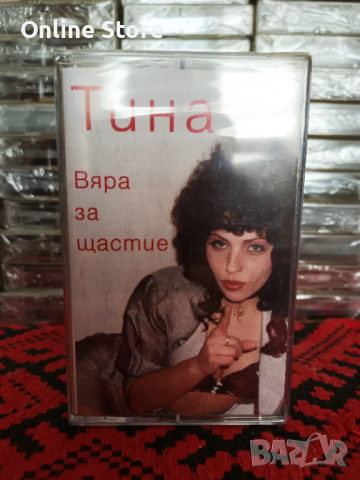 Online Store
Тина
Вяра
за
щастие
BAZAR